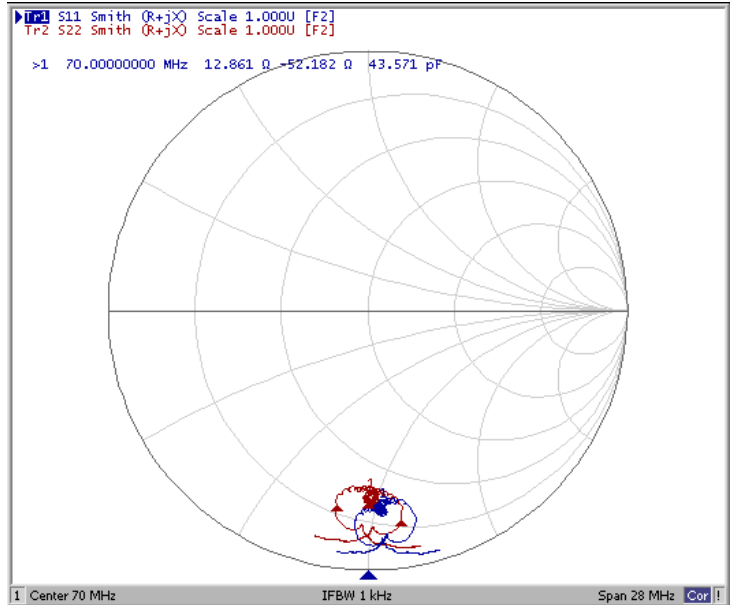 Tr1 S11 Smith (R+jX) Scale 1.000U [F2]
Tr2 S22 Smith (R+jX) Scale 1.000U [F2]
>1 70.00000000 MHz 12.861 Ω -52.182 Ω 43.571 pF
1 Center 70 MHz IFBW 1 kHz Span 28 MHz Cor !